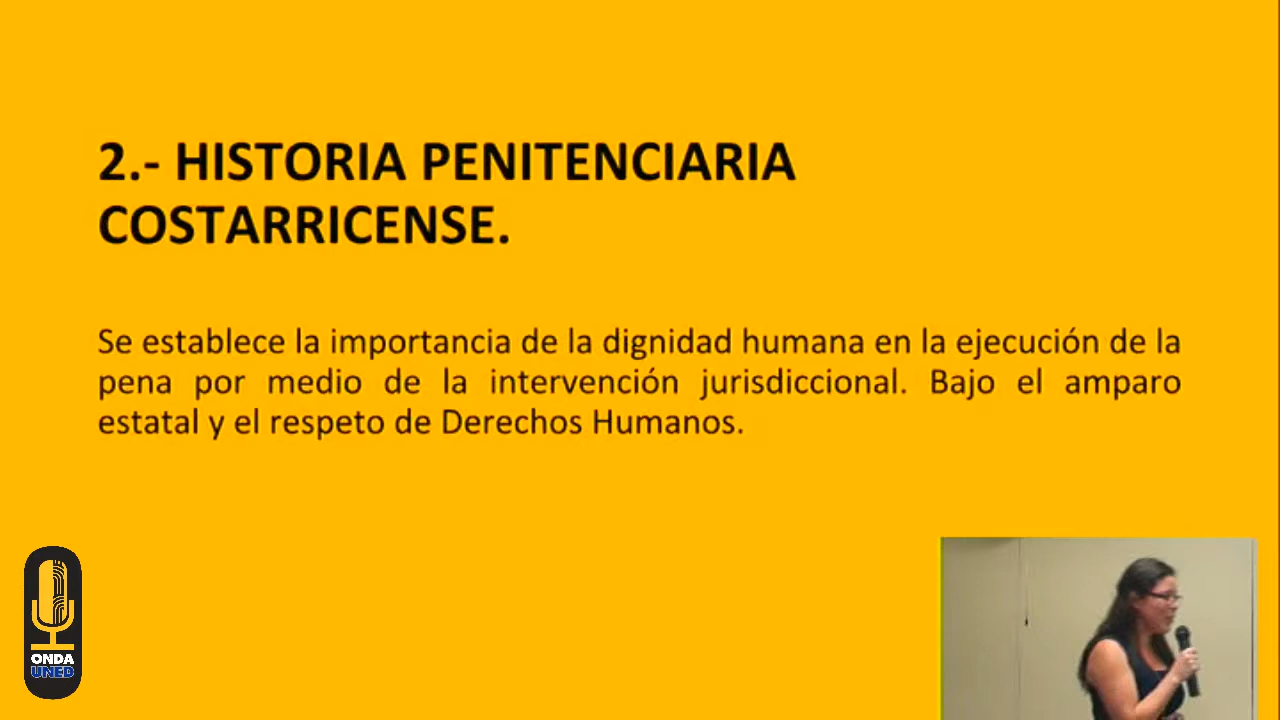 2.- HISTORIA PENITENCIARIA
COSTARRICENSE.
Se establece la importancia de la dignidad humana en la ejecución de la
pena por medio de la intervención jurisdiccional. Bajo el amparo
estatal y el respeto de Derechos Humanos.
ONDA
UNED